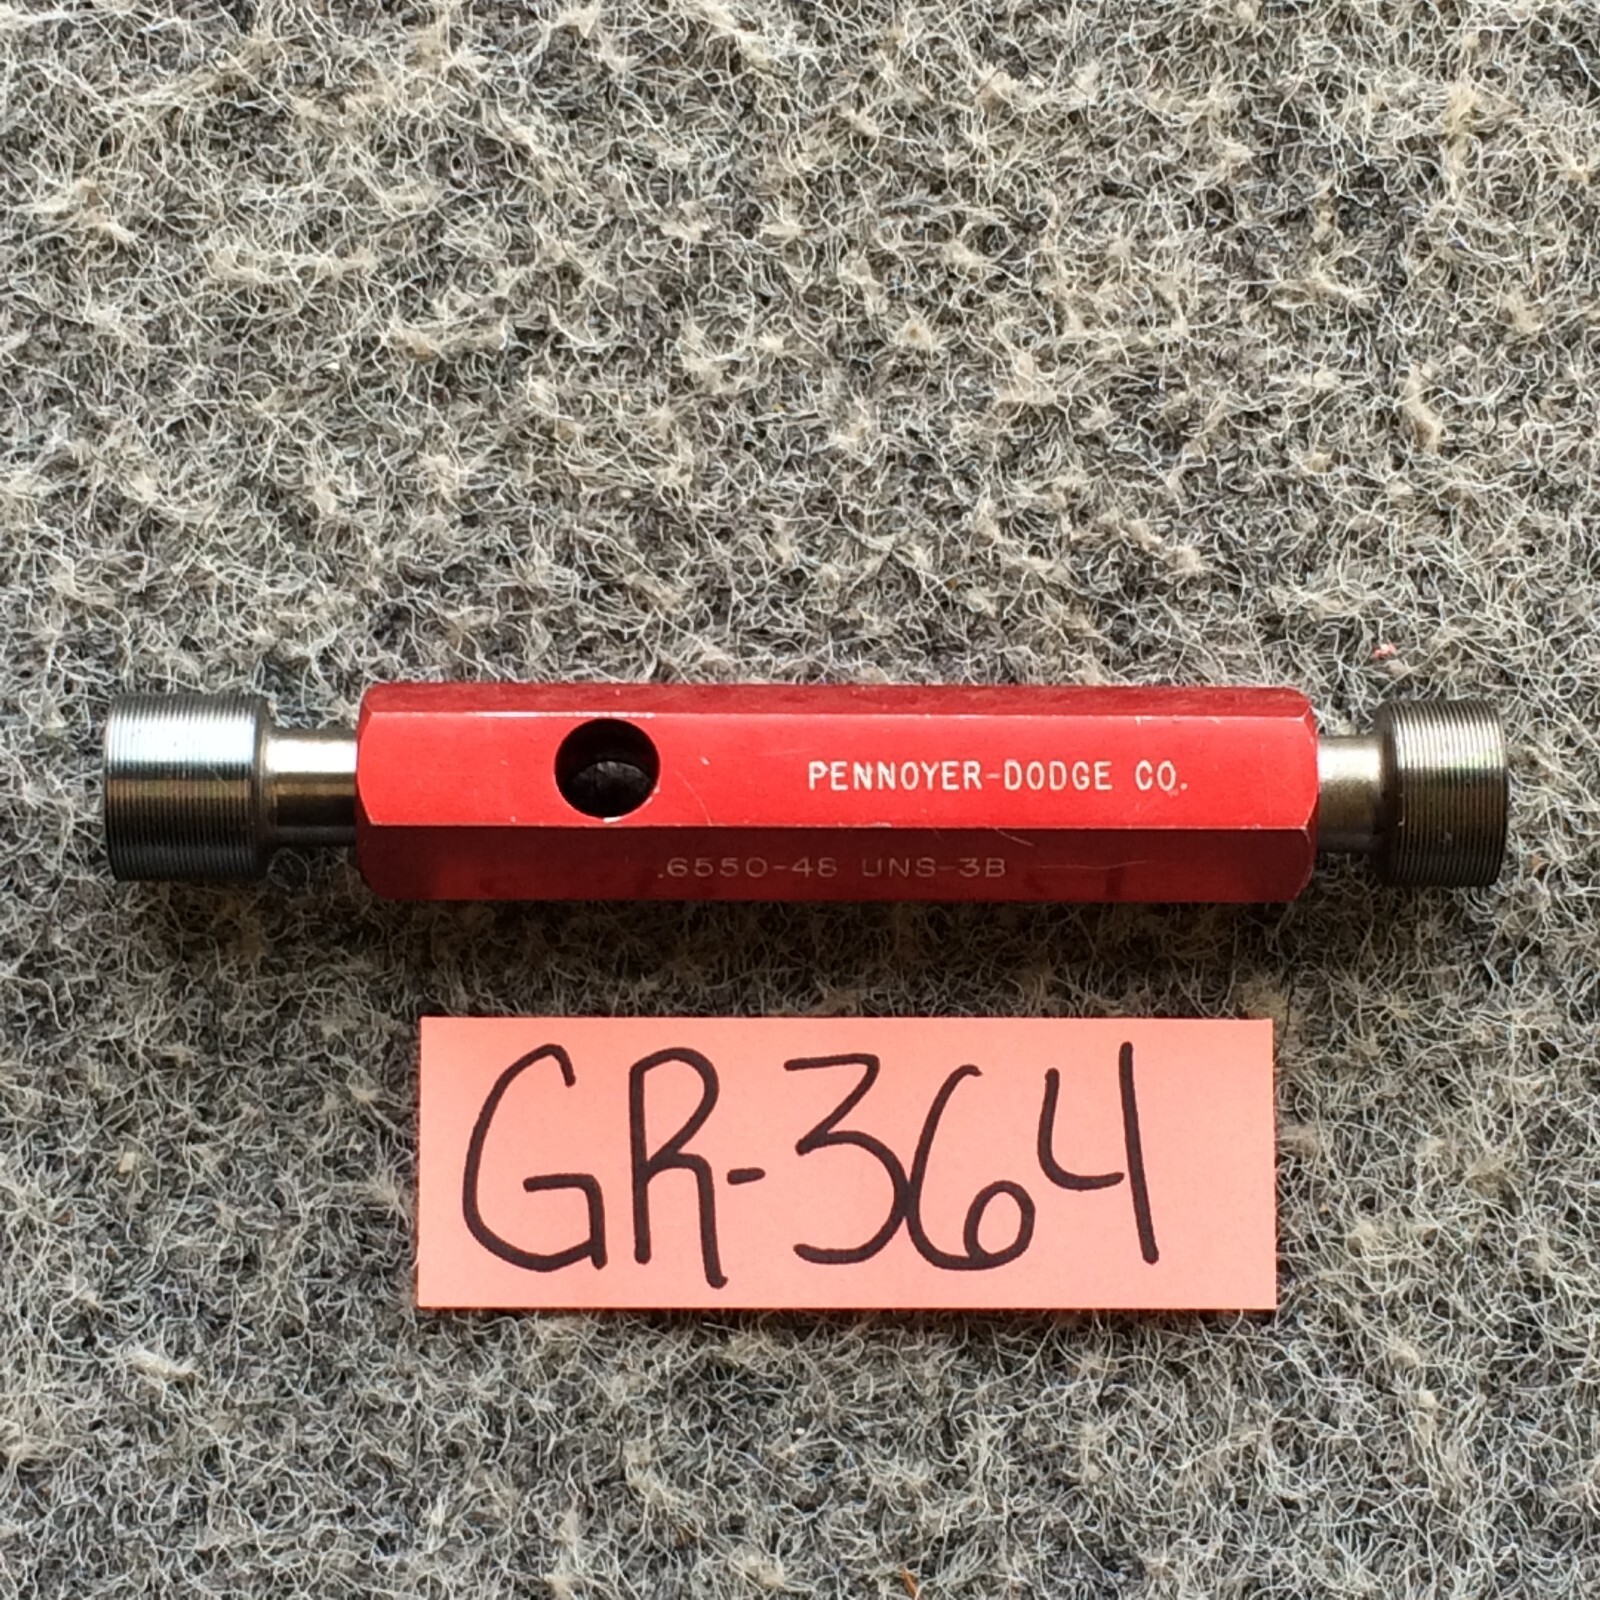 PENNOYER-DODGE CO.
.6550-48 UNS-3B
GR-364